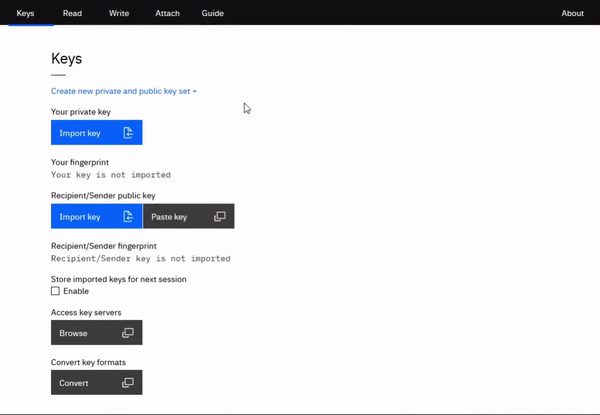 Keys Read Write Attach Guide About
Keys
Create new private and public key set +
Your private key
Import key
Your fingerprint
Your key is not imported
Recipient/Sender public key
Import key Paste key
Recipient/Sender fingerprint
Recipient/Sender key is not imported
Store imported keys for next session
Enable
Access key servers
Browse
Convert key formats
Convert